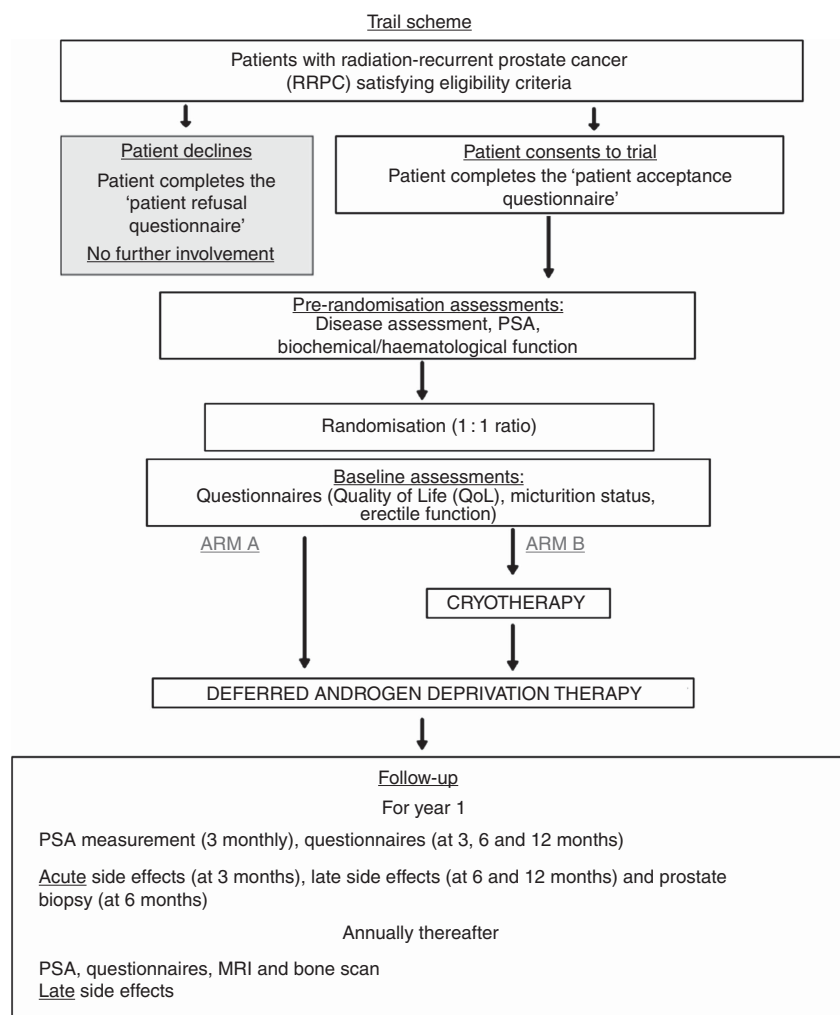 Trail scheme
Patients with radiation-recurrent prostate cancer
(RRPC) satisfying eligibility criteria
Patient declines
Patient completes the
‘patient refusal
questionnaire’
No further involvement
Patient consents to trial
Patient completes the ‘patient acceptance
questionnaire’
Pre-randomisation assessments:
Disease assessment, PSA,
biochemical/haematological function
Randomisation (1 : 1 ratio)
Baseline assessments:
Questionnaires (Quality of Life (QoL), micturition status,
erectile function)
ARM A
ARM B
CRYOTHERAPY
DEFERRED ANDROGEN DEPRIVATION THERAPY
Follow-up
For year 1
PSA measurement (3 monthly), questionnaires (at 3, 6 and 12 months)
Acute side effects (at 3 months), late side effects (at 6 and 12 months) and prostate
biopsy (at 6 months)
Annually thereafter
PSA, questionnaires, MRI and bone scan
Late side effects